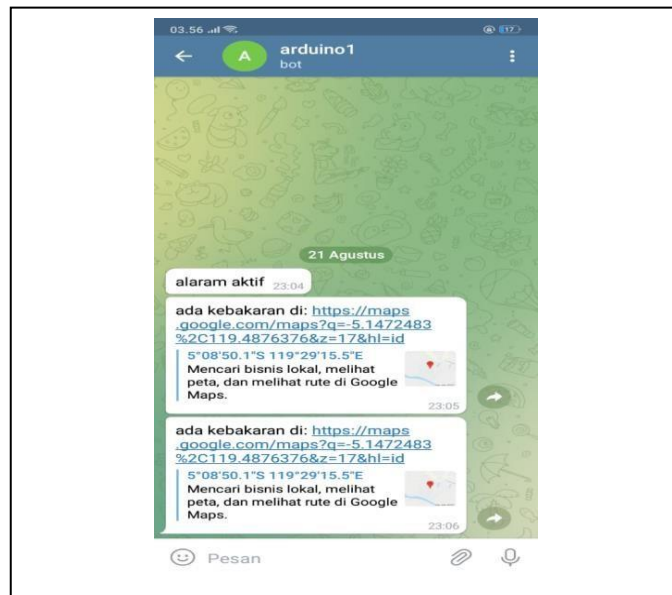 03.56
17
A
arduino1
bot
21 Agustus
alaram aktif 23:04
ada kebakaran di: https://maps
.google.com/maps?q=-5.1472483
%2C119.4876376&z=17&hl=id
5°08'50.1"S 119°29'15.5"E
Mencari bisnis lokal, melihat
peta, dan melihat rute di Google
Maps.
23:05
ada kebakaran di: https://maps
.google.com/maps?q=-5.1472483
%2C119.4876376&z=17&hl=id
5°08'50.1"S 119°29'15.5"E
Mencari bisnis lokal, melihat
peta, dan melihat rute di Google
Maps.
23:06
Pesan